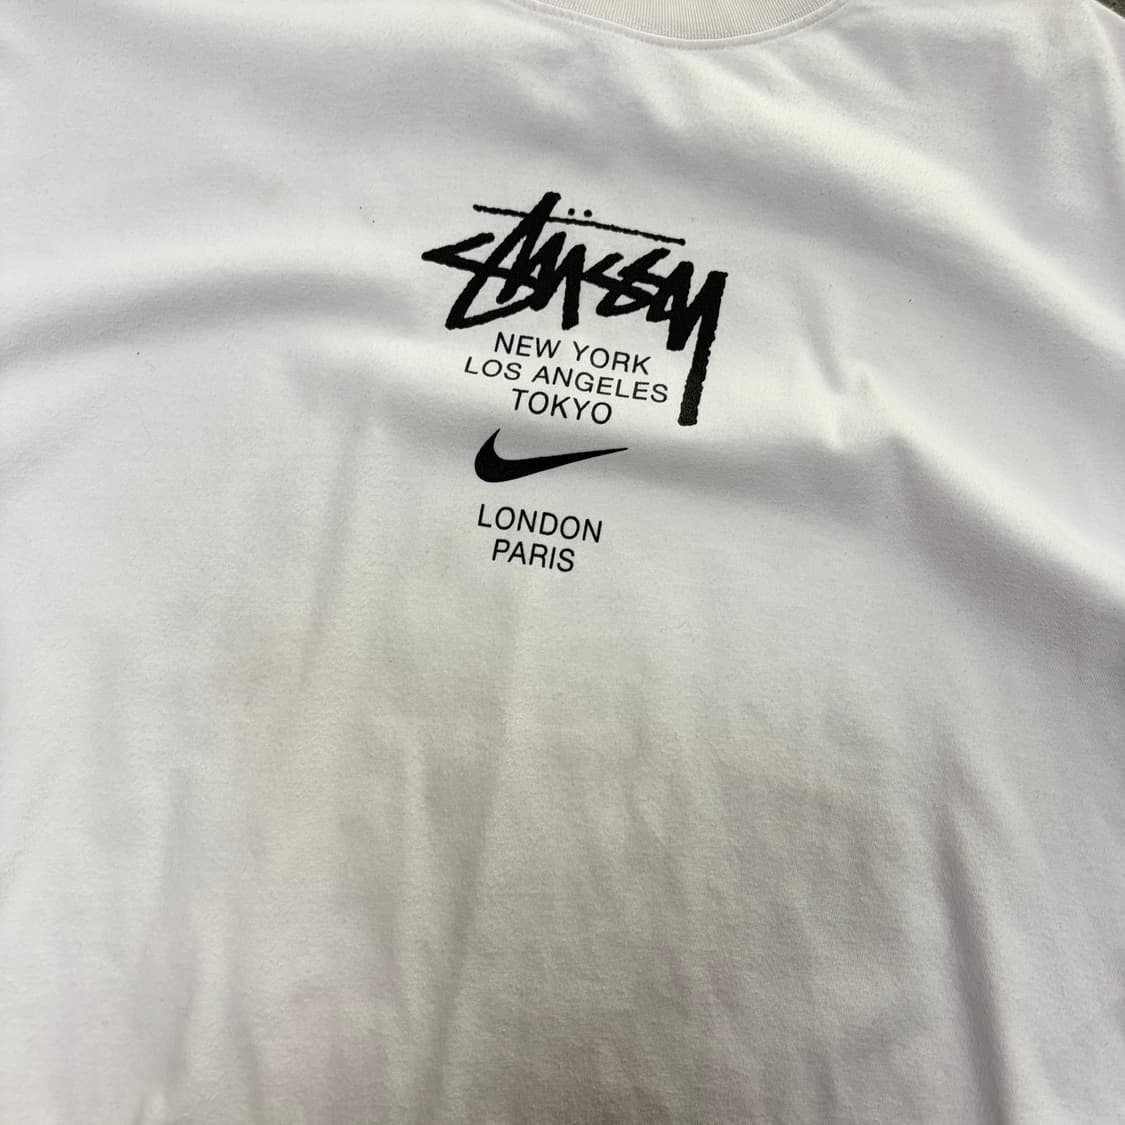 Stüssy
NEW YORK
LOS ANGELES
TOKYO
LONDON
PARIS